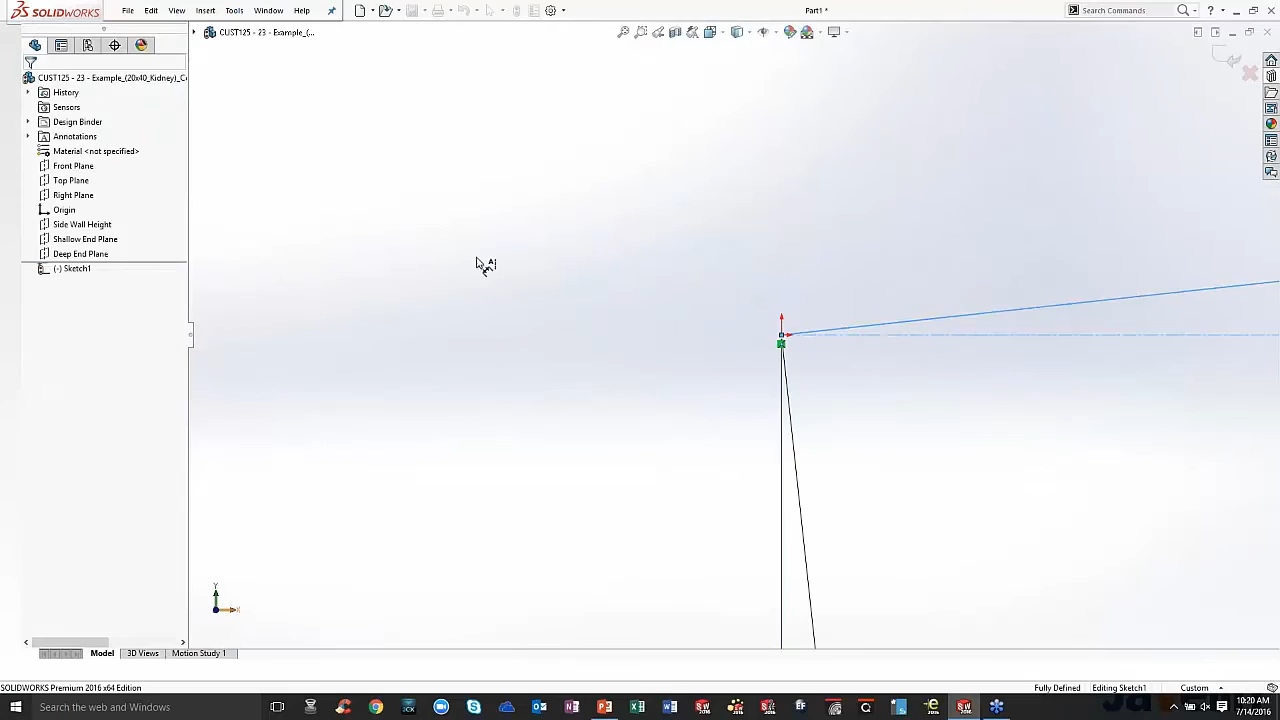 SOLIDWORKS
File
Edit
View
Insert
Tools
Window
Help
Part1 *
Search Commands
CUST125 - 23 - Example_(...
CUST125 - 23 - Example_(20x40_Kidney)_C
History
Sensors
Design Binder
Annotations
Material <not specified>
Front Plane
Top Plane
Right Plane
Origin
Side Wall Height
Shallow End Plane
Deep End Plane
(-) Sketch1
Y
Model
3D Views
Motion Study 1
SOLIDWORKS Premium 2016 x64 Edition
Fully Defined
Editing Sketch1
Custom
Search the web and Windows
10:20 AM
7/14/2016